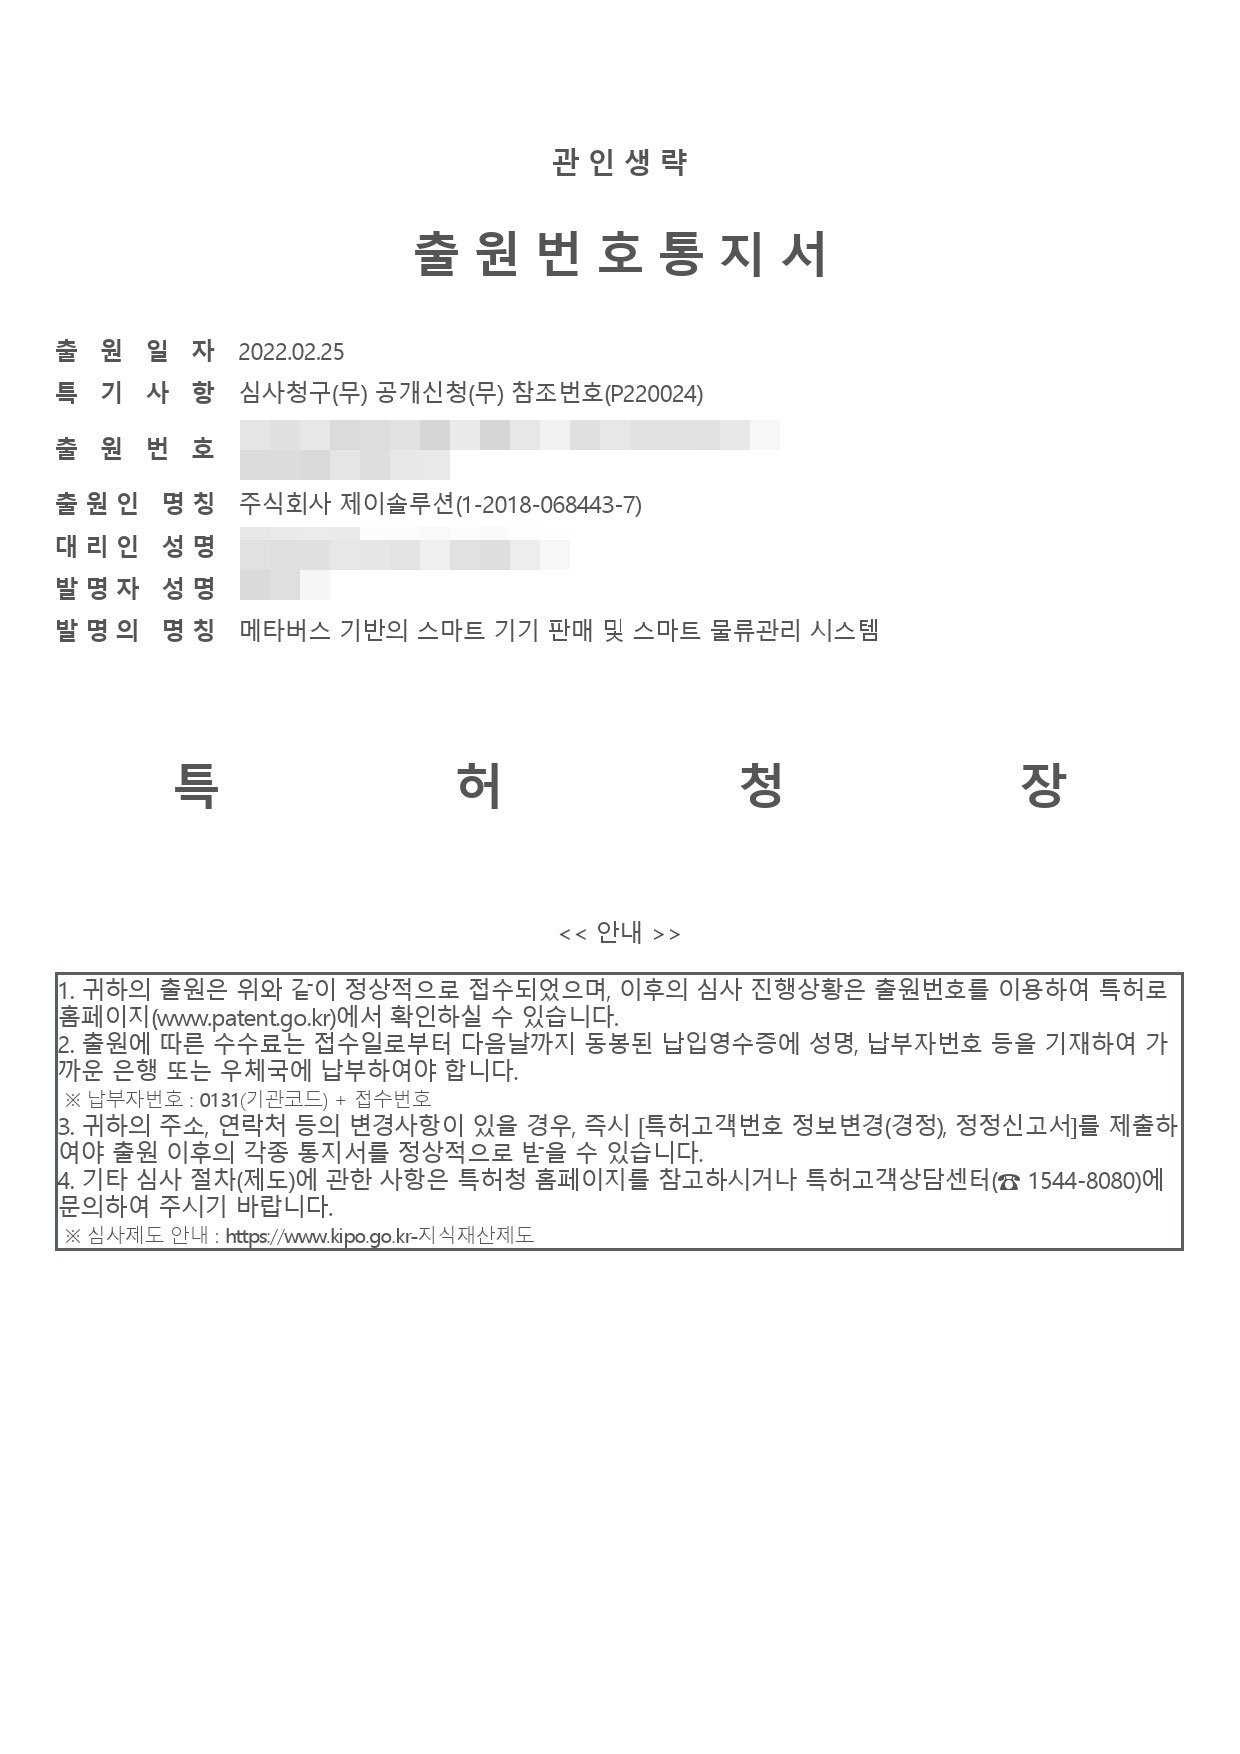 관 인 생 략
출 원 번 호 통 지 서
출 원 일 자 2022.02.25
특 기 사 항 심사청구(무) 공개신청(무) 참조번호(P220024)
출 원 번 호
출 원 인 명 칭 주식회사 제이솔루션(1-2018-068443-7)
대 리 인 성 명
발 명 자 성 명
발 명 의 명 칭 메타버스 기반의 스마트 기기 판매 및 스마트 물류관리 시스템
특 허 청 장
<< 안내 >>
1. 귀하의 출원은 위와 같이 정상적으로 접수되었으며, 이후의 심사 진행상황은 출원번호를 이용하여 특허로
홈페이지(www.patent.go.kr)에서 확인하실 수 있습니다.
2. 출원에 따른 수수료는 접수일로부터 다음날까지 동봉된 납입영수증에 성명, 납부자번호 등을 기재하여 가
까운 은행 또는 우체국에 납부하여야 합니다.
※ 납부자번호 : 0131(기관코드) + 접수번호
3. 귀하의 주소, 연락처 등의 변경사항이 있을 경우, 즉시 [특허고객번호 정보변경(경정), 정정신고서]를 제출하
여야 출원 이후의 각종 통지서를 정상적으로 받을 수 있습니다.
4. 기타 심사 절차(제도)에 관한 사항은 특허청 홈페이지를 참고하시거나 특허고객상담센터(☎ 1544-8080)에
문의하여 주시기 바랍니다.
※ 심사제도 안내 : https://www.kipo.go.kr-지식재산제도